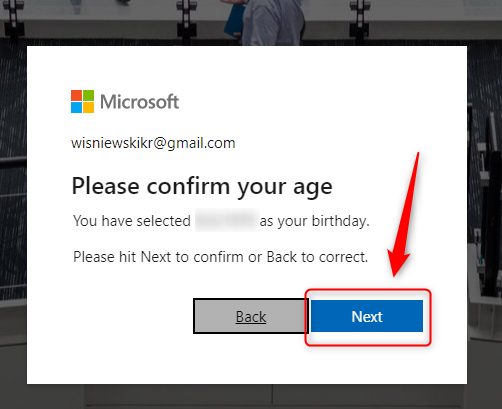 Microsoft
wisniewskikr@gmail.com
Please confirm your age
You have selected as your birthday.
Please hit Next to confirm or Back to correct.
Back Next